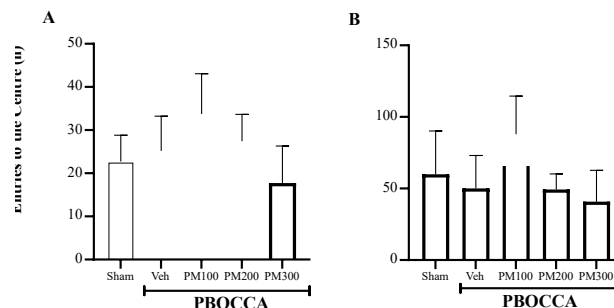 A
B
Entries to the Centre (n)
50
40
30
20
10
0
Sham
Veh
PM100
PM200
PM300
PBOCCA
150
100
50
0
Sham
Veh
PM100
PM200
PM300
PBOCCA